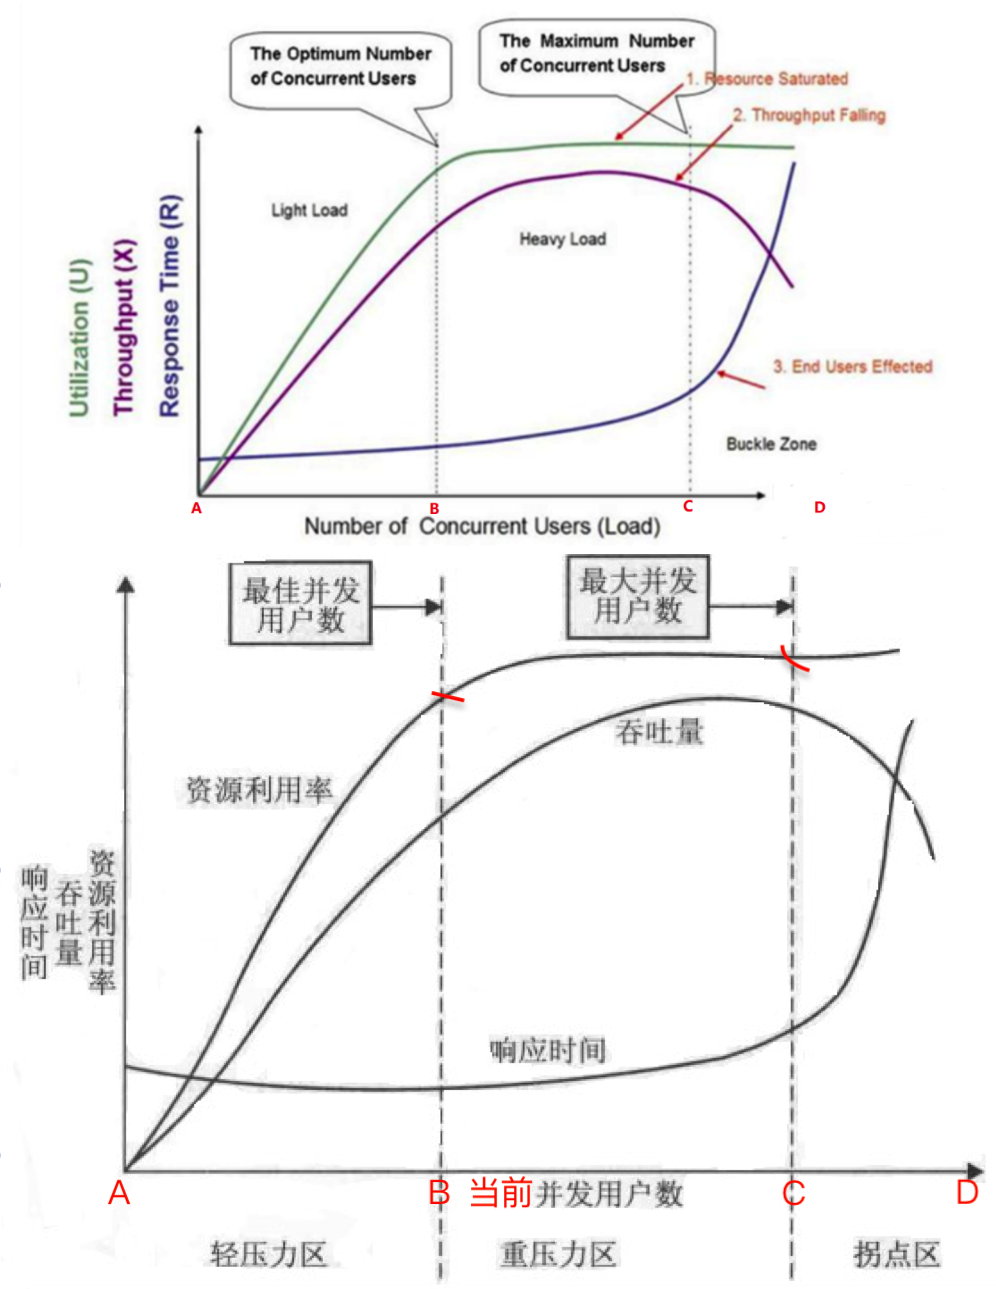 The Optimum Number
of Concurrent Users
The Maximum Number
of Concurrent Users
1. Resource Saturated
2. Throughput Falling
Light Load
Heavy Load
Utilization (U)
Throughput (X)
Response Time (R)
3. End Users Effected
Buckle Zone
A
B
C
D
Number of Concurrent Users (Load)
最佳并发
用户数
最大并发
用户数
吞吐量
资源利用率
响应时间
吞吐量
资源利用率
响应时间
A
B
当前并发用户数
C
D
轻压力区
重压力区
拐点区